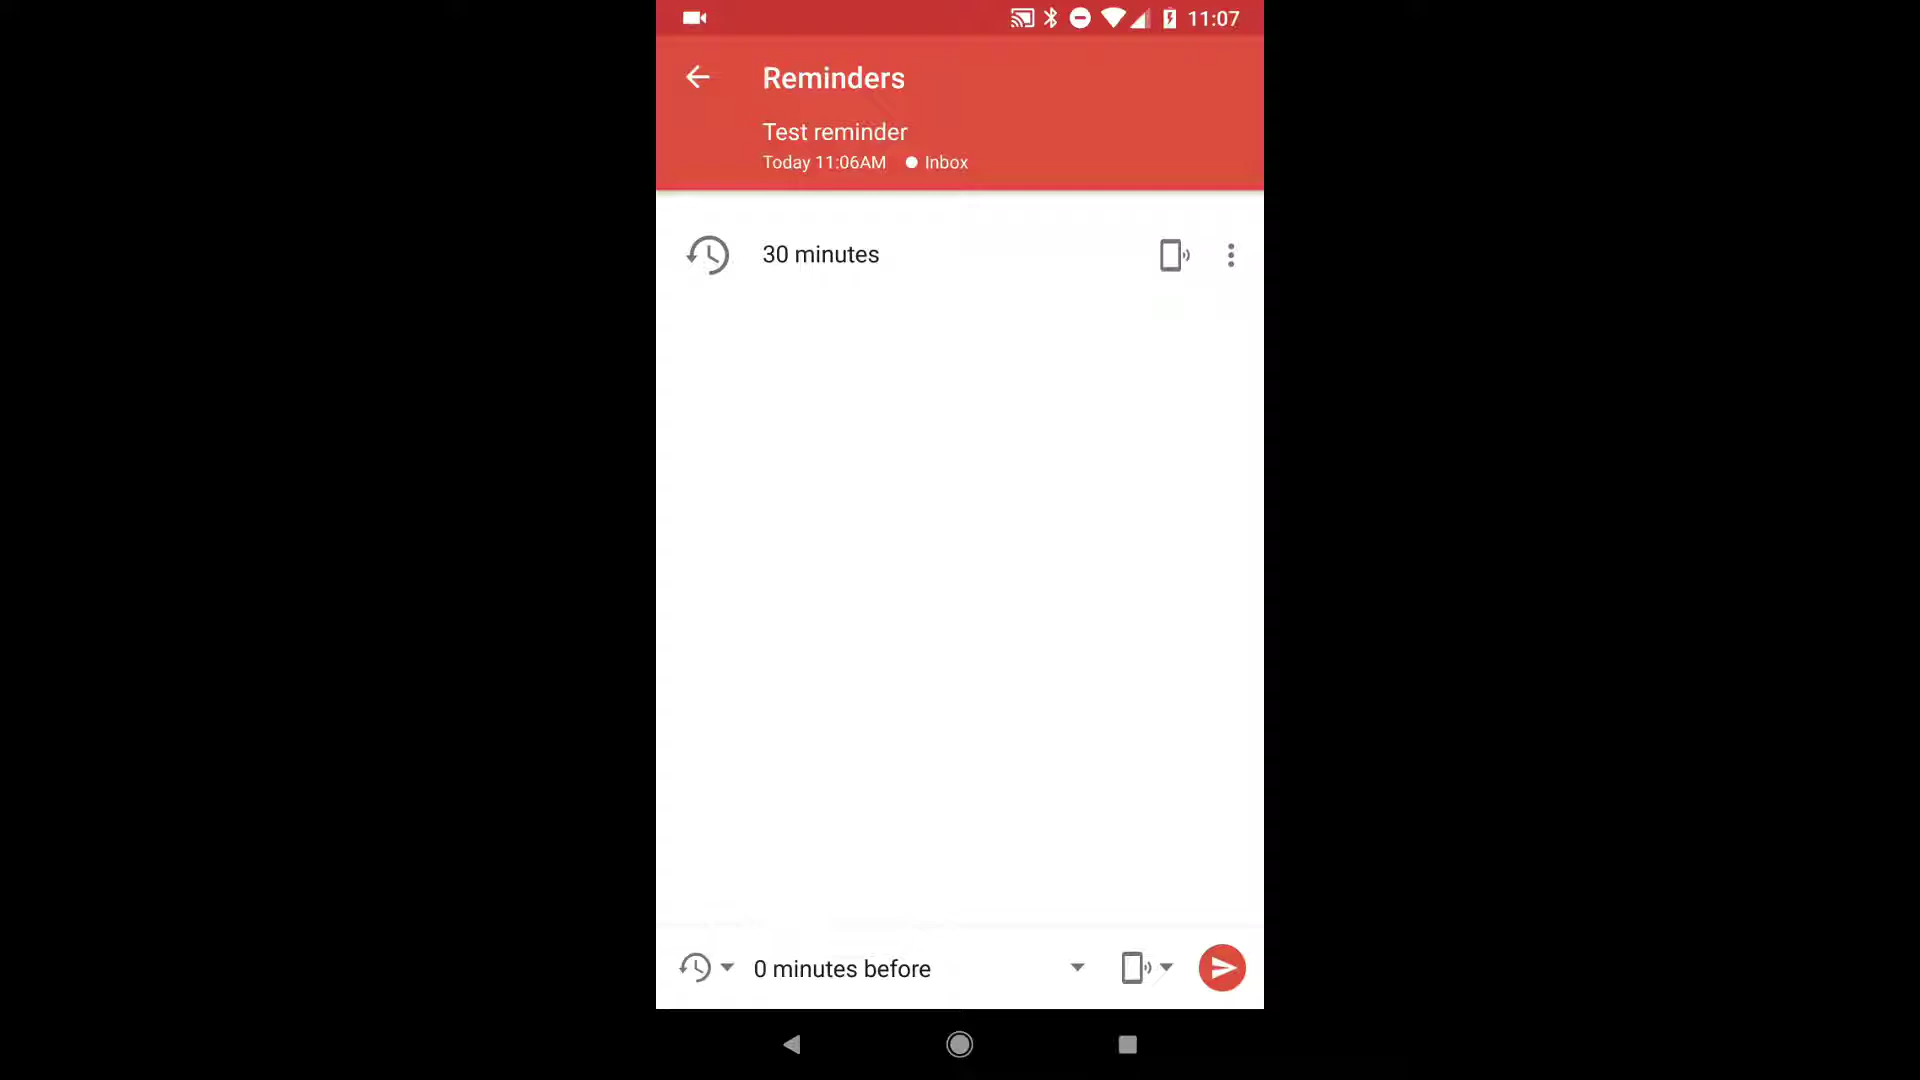 11:07
Reminders
Test reminder
Today 11:06AM Inbox
30 minutes
0 minutes before